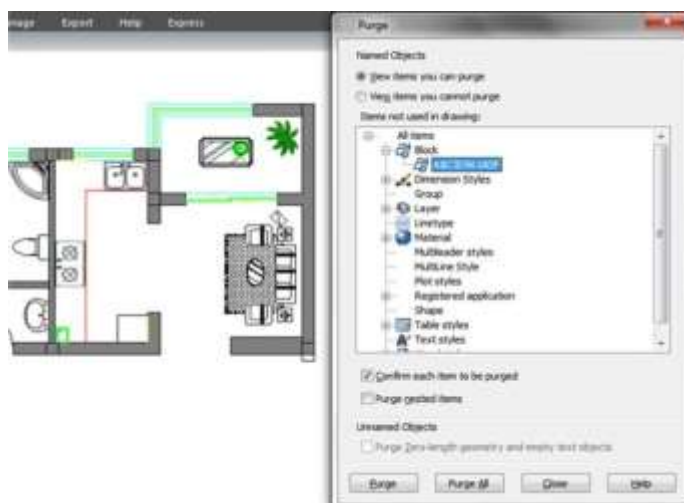 Export Help Express
Purge
Named Objects
View items you can purge
View items you cannot purge
Items not used in drawing:
All items
Block
Dimension Styles
Group
Layer
Linetype
Material
Multileader styles
MultiLine Style
Plot styles
Registered application
Shape
Table styles
Text styles
Confirm each item to be purged
Purge nested items
Unnamed Objects
Purge Zero-length geometry and empty text objects
Purge Purge All Close Help